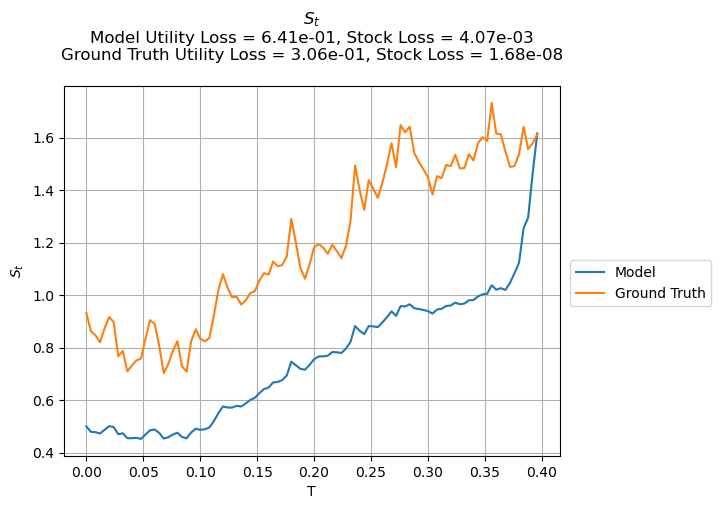 S_t
Model Utility Loss = 6.41e-01, Stock Loss = 4.07e-03
Ground Truth Utility Loss = 3.06e-01, Stock Loss = 1.68e-08
1.6
1.4
1.2
1.0
0.8
0.6
0.4
S_t
0.00 0.05 0.10 0.15 0.20 0.25 0.30 0.35 0.40
T
Model
Ground Truth